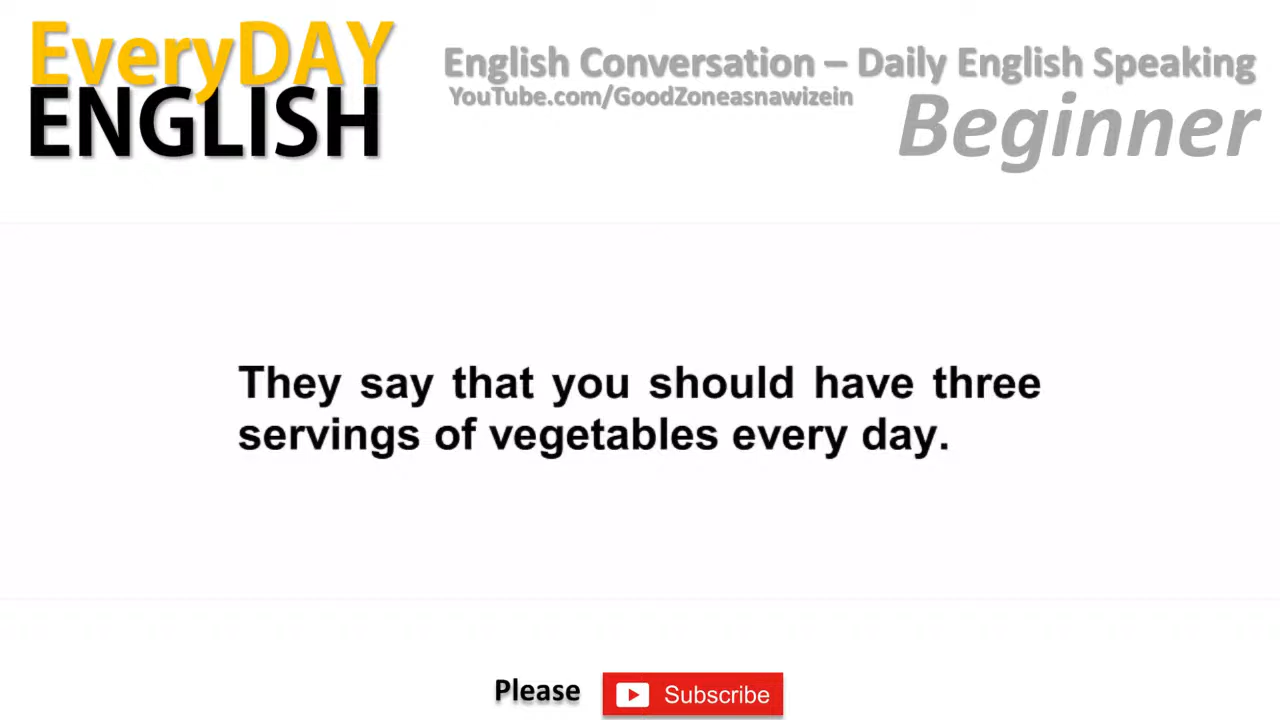 EveryDAY
ENGLISH
English Conversation – Daily English Speaking
YouTube.com/GoodZoneasnawizein
Beginner
They say that you should have three
servings of vegetables every day.
Please
Subscribe